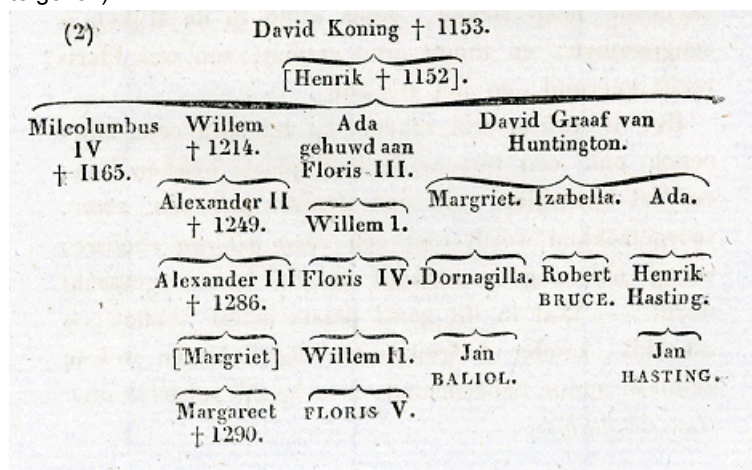 (2) David Koning † 1153.
[Henrik † 1152].
Milcolumbus Willem Ada David Graaf van
IV † 1214. gehuwd aan Huntington.
† 1165. Floris III.
Alexander II Willem I. Margriet. Izabella. Ada.
† 1249.
Alexander III Floris IV. Dornagilla. Robert Henrik
† 1286. BRUCE. Hasting.
[Margriet] Willem II. Jan Jan
BALIOL. HASTING.
Margareet FLORIS V.
† 1290.